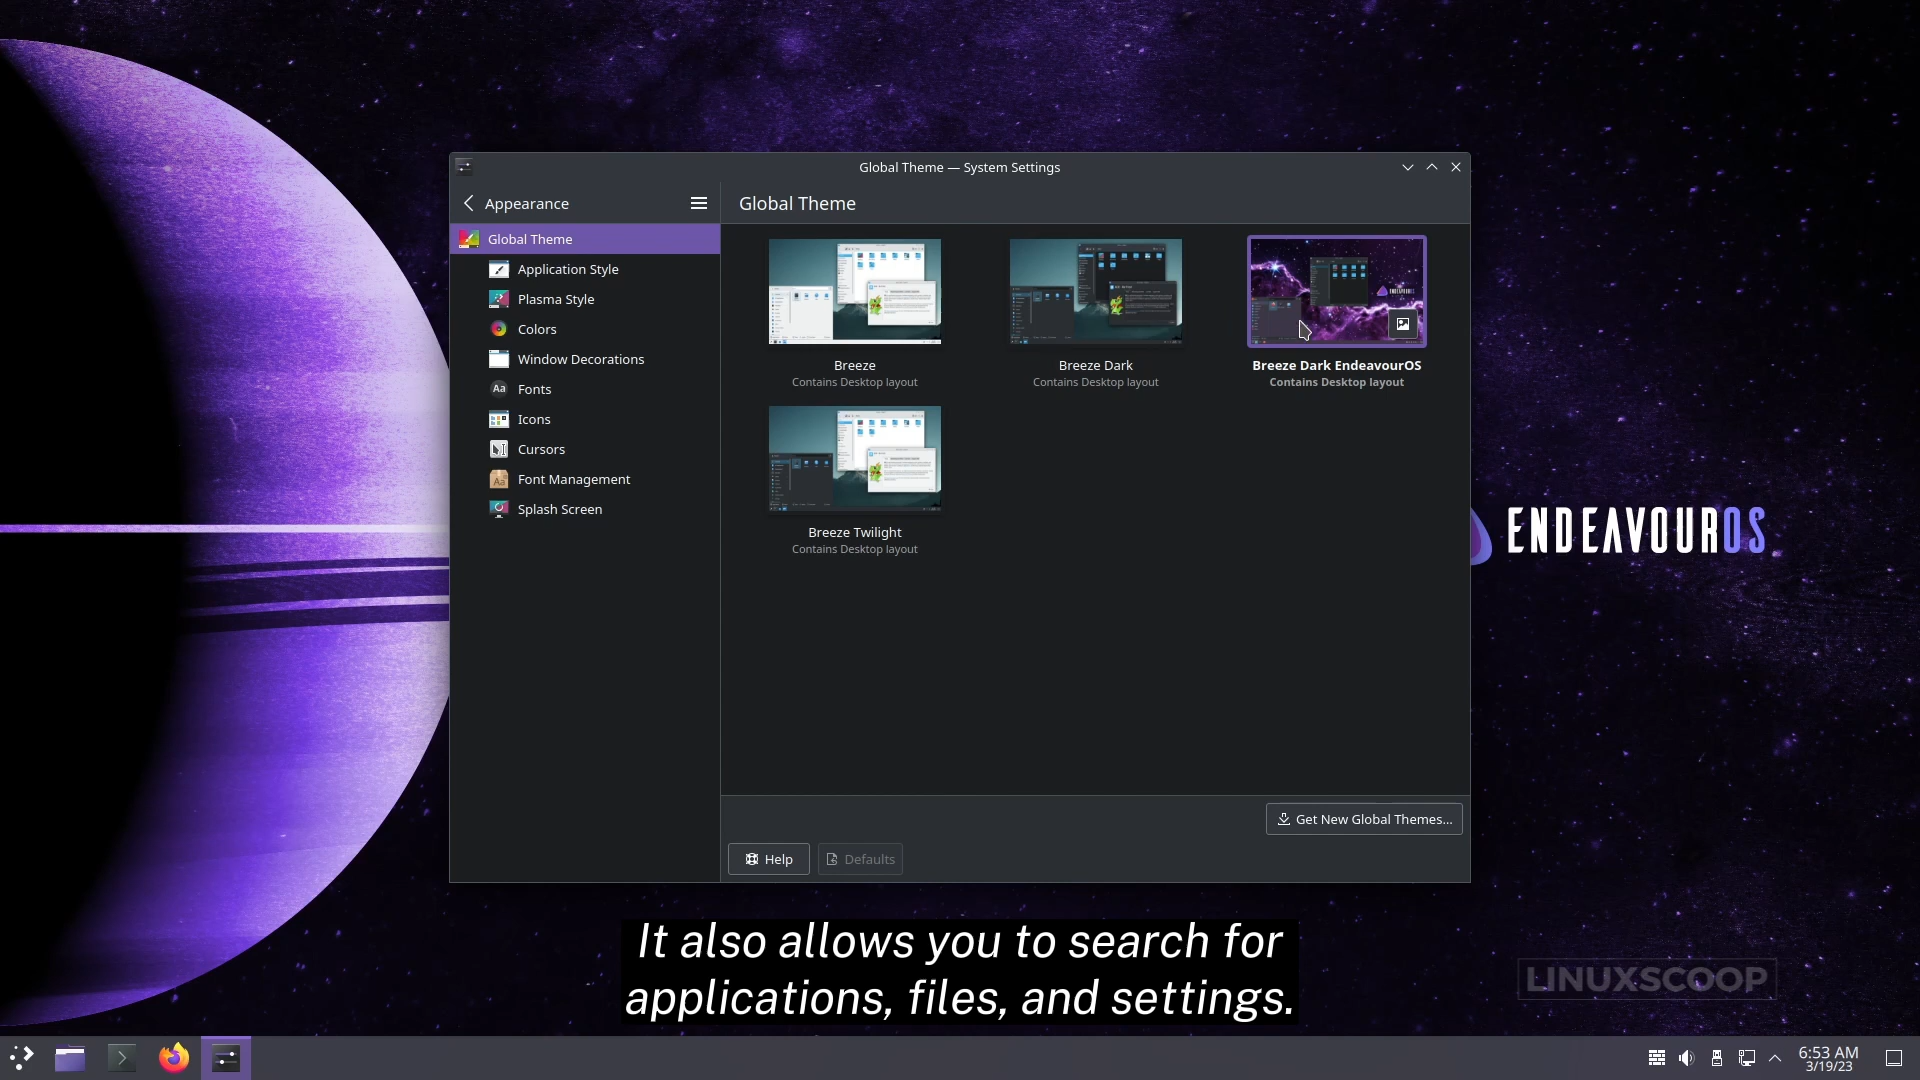 Global Theme — System Settings
Appearance
Global Theme
Global Theme
Application Style
Plasma Style
Colors
Window Decorations
Fonts
Icons
Cursors
Font Management
Splash Screen
Breeze
Contains Desktop layout
Breeze Dark
Contains Desktop layout
Breeze Dark EndeavourOS
Contains Desktop layout
Breeze Twilight
Contains Desktop layout
Get New Global Themes...
Help
Defaults
ENDEAVOUROS
It also allows you to search for
applications, files, and settings.
LINUXSCOOP
6:53 AM
3/19/23